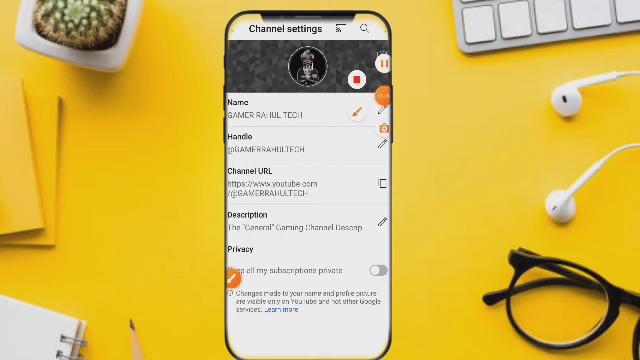 Channel settings
Name
GAMER RAHUL TECH
Handle
@GAMERRAHULTECH
Channel URL
https://www.youtube.com
/@GAMERRAHULTECH
Description
The "General" Gaming Channel Descrip...
Privacy
all my subscriptions private
Changes made to your name and profile picture
are visible only on YouTube and not other Google
services. Learn more